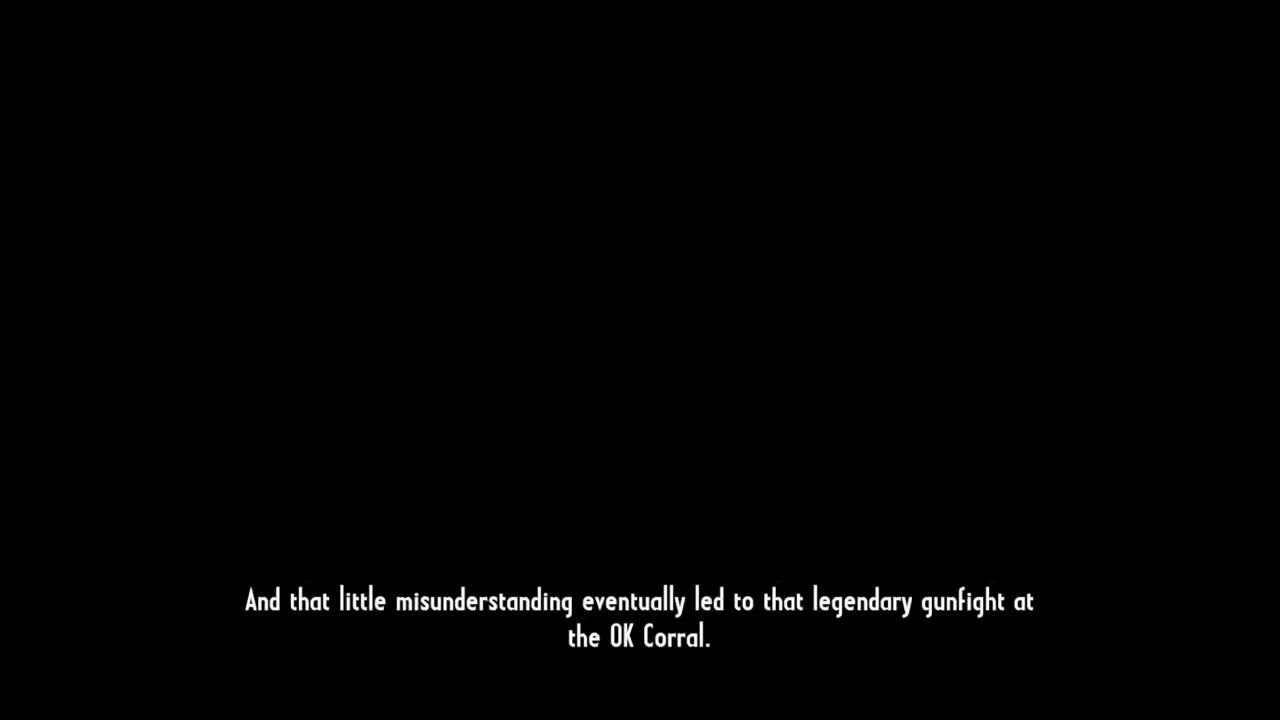 And that little misunderstanding eventually led to that legendary gunfight at
the OK Corral.